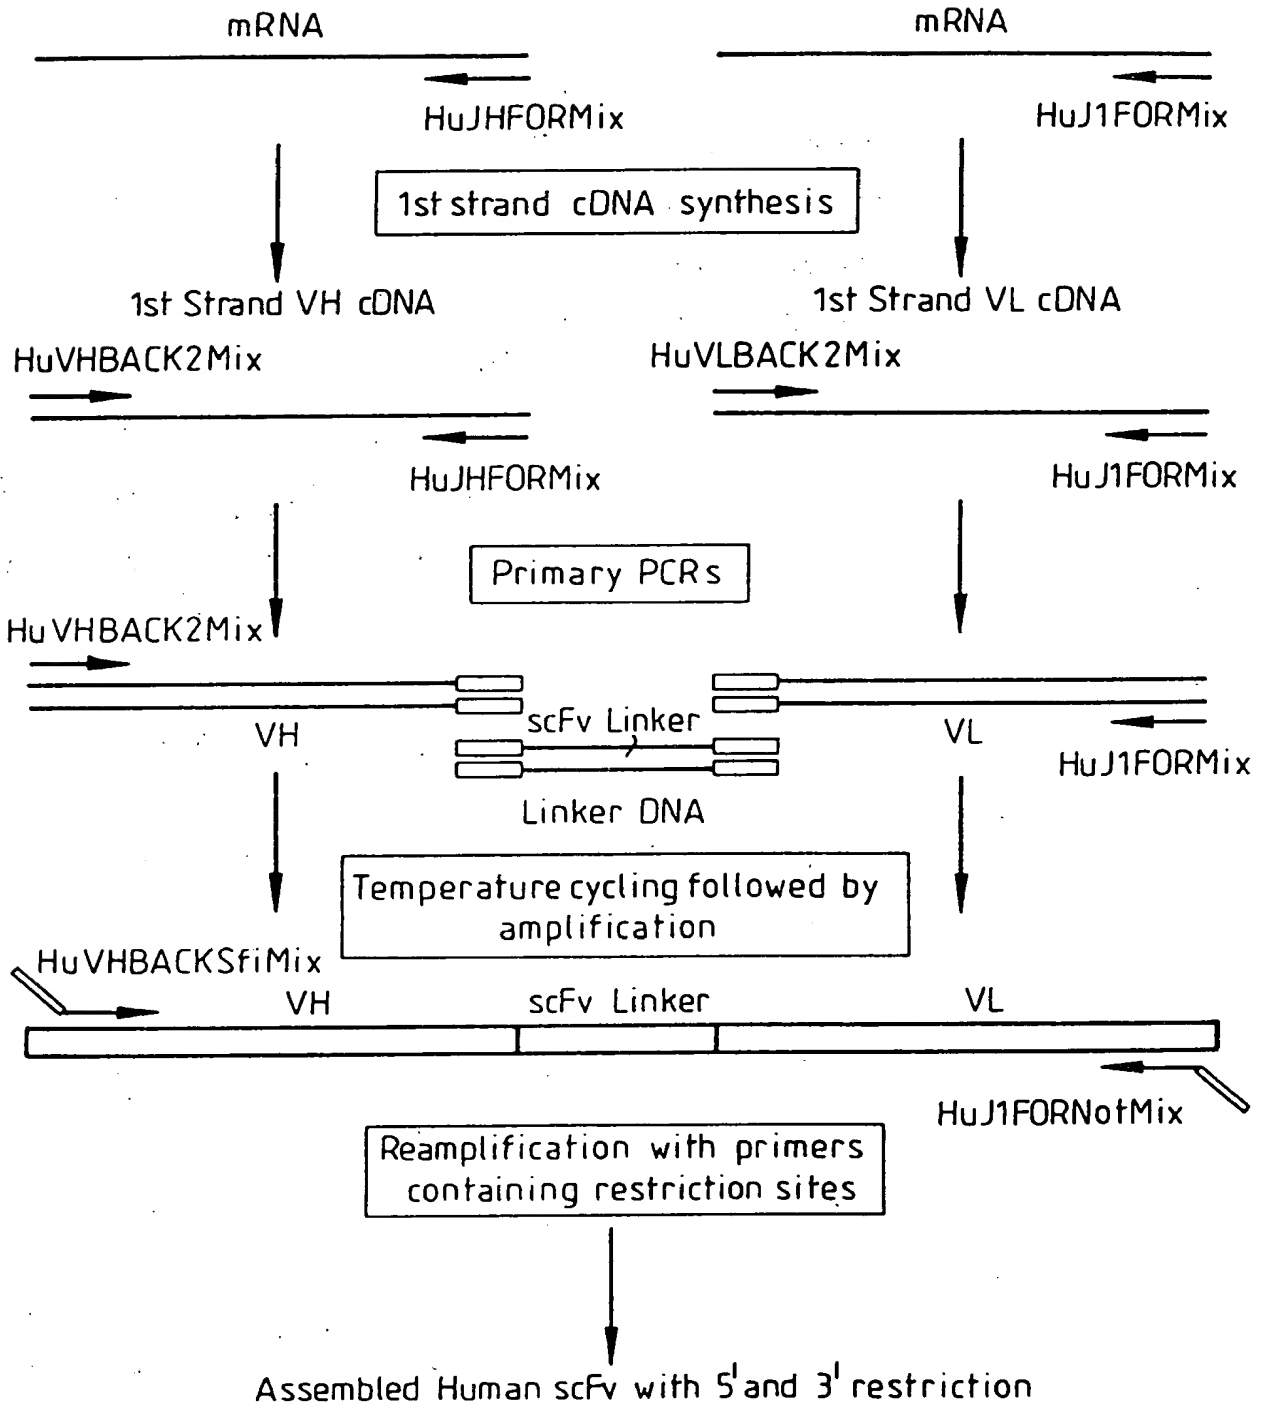 mRNA
mRNA
HuJHFORMix
HuJ1FORMix
1st strand cDNA synthesis
1st Strand VH cDNA
1st Strand VL cDNA
HuVHBACK2Mix
HuVLBACK2Mix
HuJHFORMix
HuJ1FORMix
Primary PCRs
HuVHBACK2Mix
scFv Linker
VH
VL
HuJ1FORMix
Linker DNA
Temperature cycling followed by
amplification
HuVHBACKSfiMix
VH
scFv Linker
VL
HuJ1FORNotMix
Reamplification with primers
containing restriction sites
Assembled Human scFv with 5' and 3' restriction